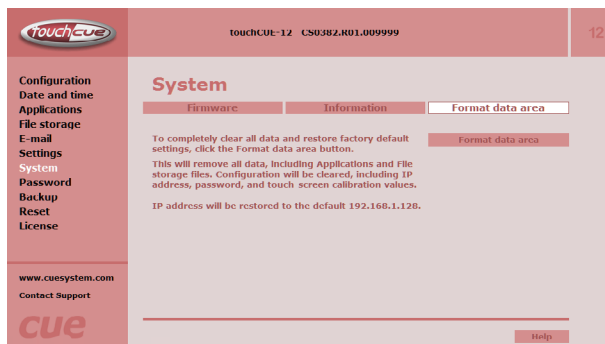 touchcue
touchCUE-12 CS0382.R01.009999
12
Configuration
Date and time
Applications
File storage
E-mail
Settings
System
Password
Backup
Reset
License
www.cuesystem.com
Contact Support
cue
System
Firmware
Information
Format data area
To completely clear all data and restore factory default
settings, click the Format data area button.
Format data area
This will remove all data, including Applications and File
storage files. Configuration will be cleared, including IP
address, password, and touch screen calibration values.
IP address will be restored to the default 192.168.1.128.
Help